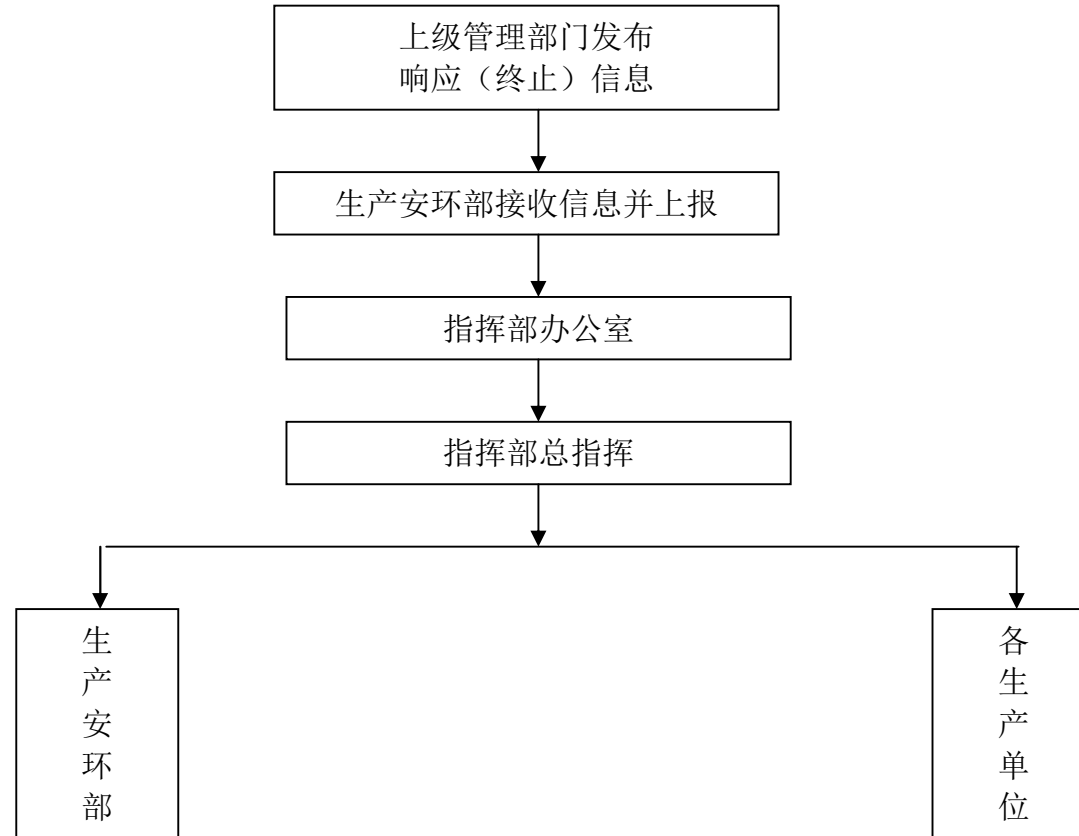 上级管理部门发布
响应（终止）信息
生产安环部接收信息并上报
指挥部办公室
指挥部总指挥
生产安环部
各生产单位